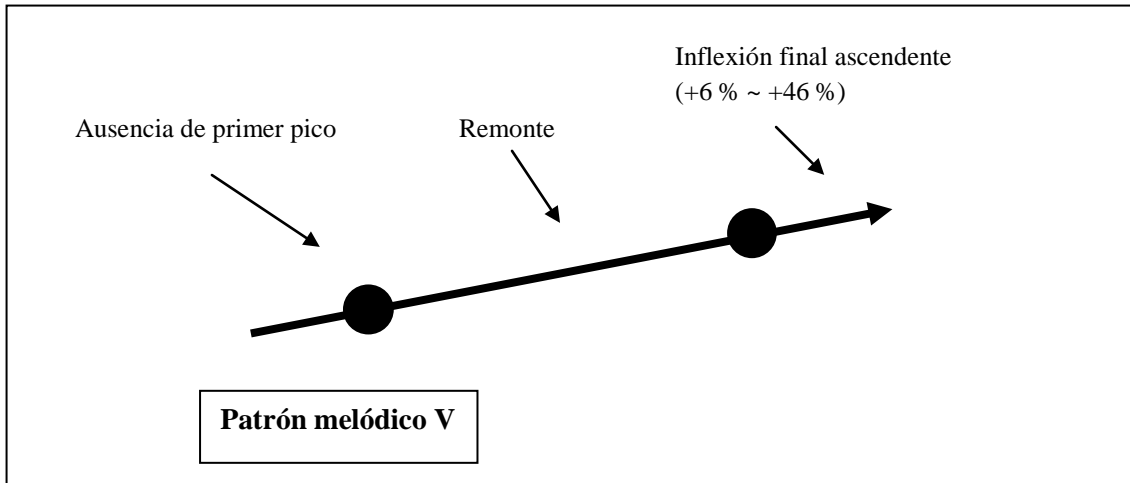 Inflexión final ascendente
(+6 % ~ +46 %)
Ausencia de primer pico
Remonte
Patrón melódico V